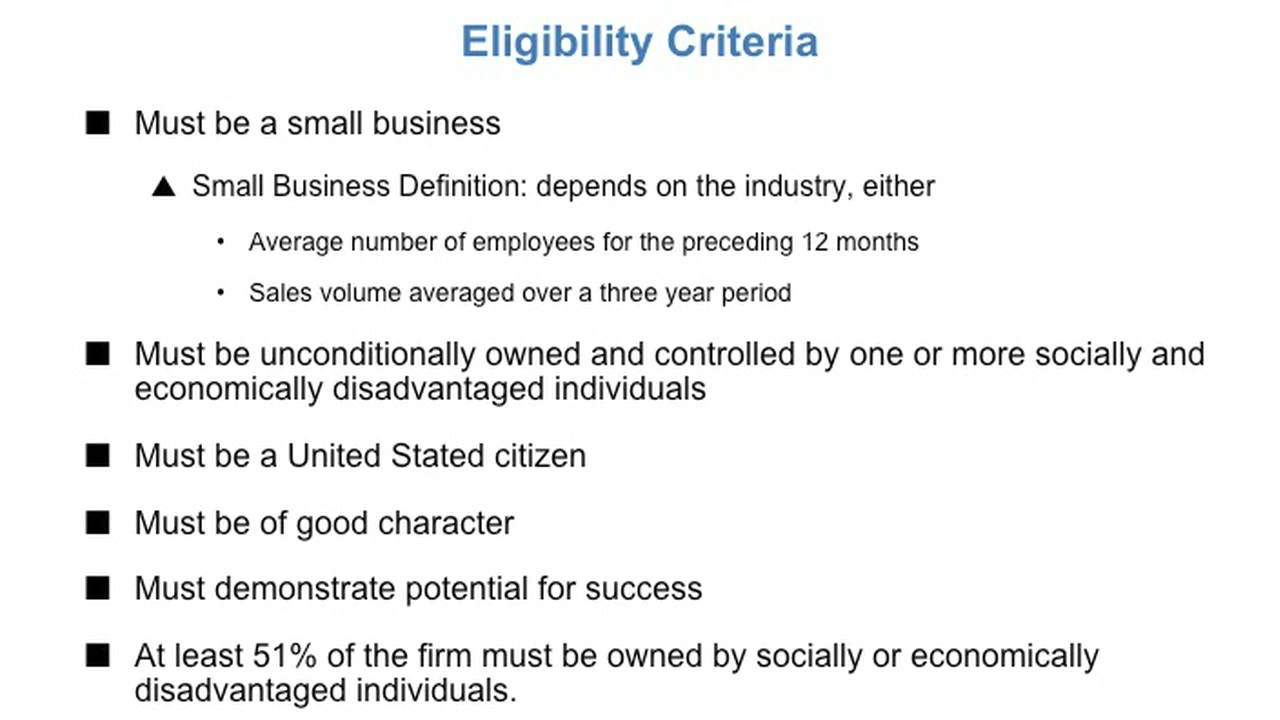 Eligibility Criteria
■ Must be a small business
▲ Small Business Definition: depends on the industry, either
• Average number of employees for the preceding 12 months
• Sales volume averaged over a three year period
■ Must be unconditionally owned and controlled by one or more socially and
economically disadvantaged individuals
■ Must be a United Stated citizen
■ Must be of good character
■ Must demonstrate potential for success
■ At least 51% of the firm must be owned by socially or economically
disadvantaged individuals.